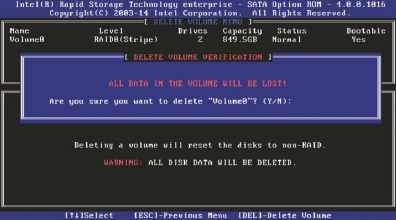 Intel(R) Rapid Storage Technology enterprise - SATA Option ROM - 4.0.0.1016
Copyright(C) 2003-14 Intel Corporation. All Rights Reserved.
[ DELETE VOLUME MENU ]
Name Level Drives Capacity Status Bootable
Volume0 RAID0(Stripe) 2 849.5GB Normal Yes
[ DELETE VOLUME VERIFICATION ]
ALL DATA IN THE VOLUME WILL BE LOST!
Are you sure you want to delete "Volume0"? (Y/N):
Deleting a volume will reset the disks to non-RAID.
WARNING: ALL DISK DATA WILL BE DELETED.
[↑↓]Select [ESC]-Previous Menu [DEL]-Delete Volume